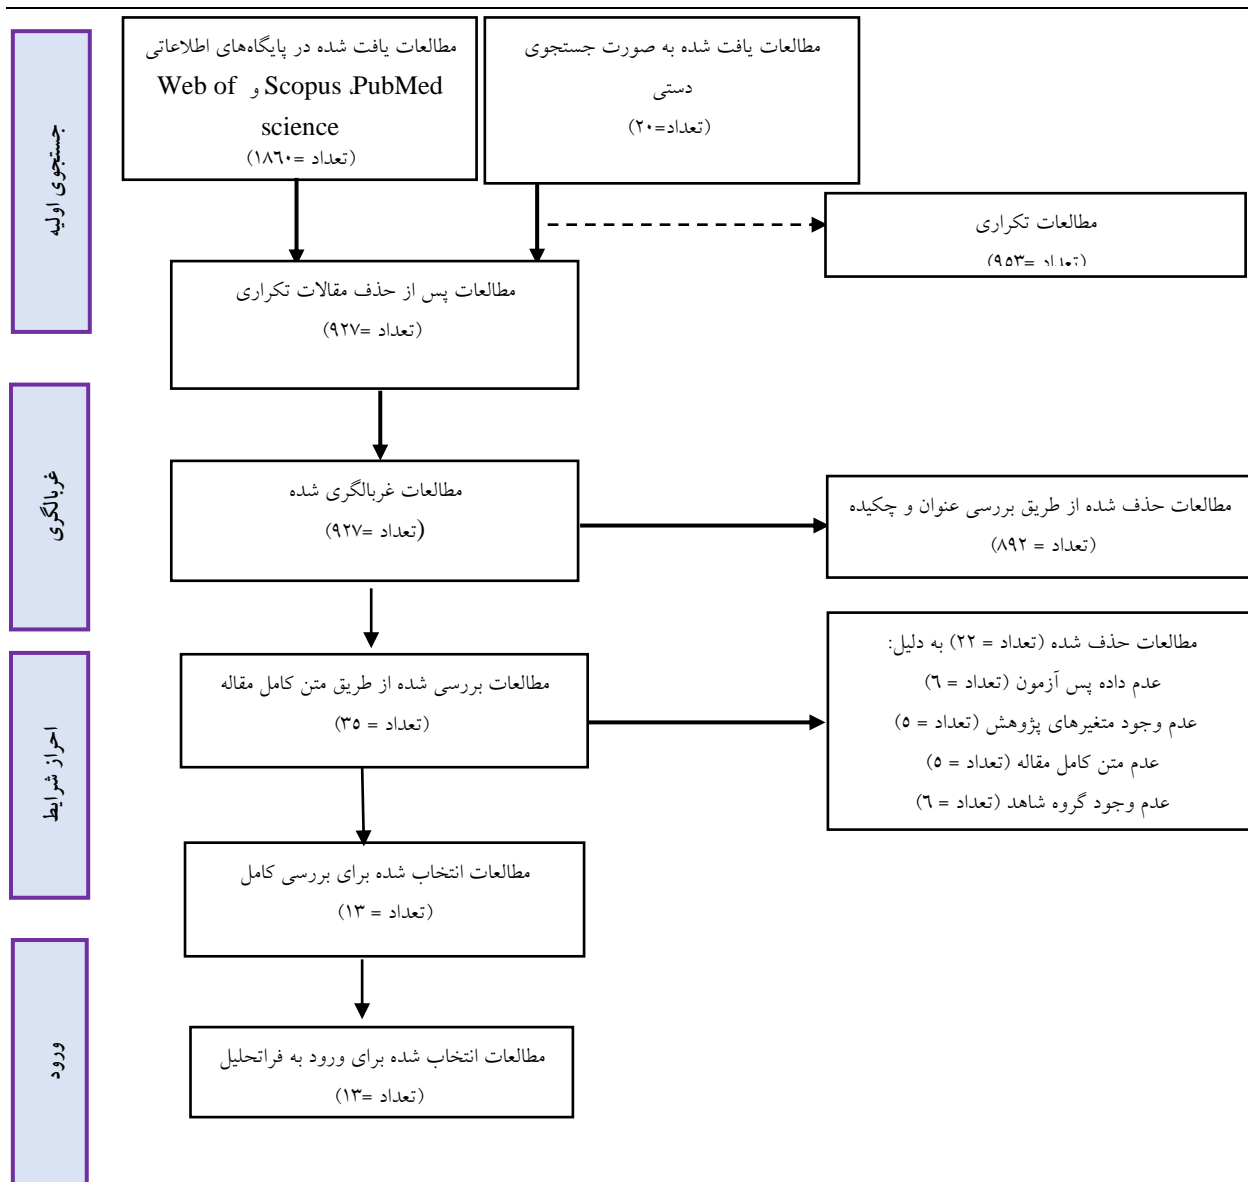 جستجوی اولیه
مطالعات یافت شده در پایگاه‌های اطلاعاتی
Web of و Scopus ،PubMed
science
(تعداد =۱۸۶۰)
مطالعات یافت شده به صورت جستجوی
دستی
(تعداد=۲۰)
مطالعات تکراری
(تعداد =۹۵۳)
مطالعات پس از حذف مقالات تکراری
(تعداد =۹۲۷)
غربالگری
مطالعات غربالگری شده
(تعداد =۹۲۷)
مطالعات حذف شده از طریق بررسی عنوان و چکیده
(تعداد = ۸۹۲)
احراز شرایط
مطالعات بررسی شده از طریق متن کامل مقاله
(تعداد = ۳۵)
مطالعات حذف شده (تعداد = ۲۲) به دلیل:
عدم داده پس آزمون (تعداد = ۶)
عدم وجود متغیرهای پژوهش (تعداد = ۵)
عدم متن کامل مقاله (تعداد = ۵)
عدم وجود گروه شاهد (تعداد = ۶)
مطالعات انتخاب شده برای بررسی کامل
(تعداد = ۱۳)
ورود
مطالعات انتخاب شده برای ورود به فراتحلیل
(تعداد =۱۳)